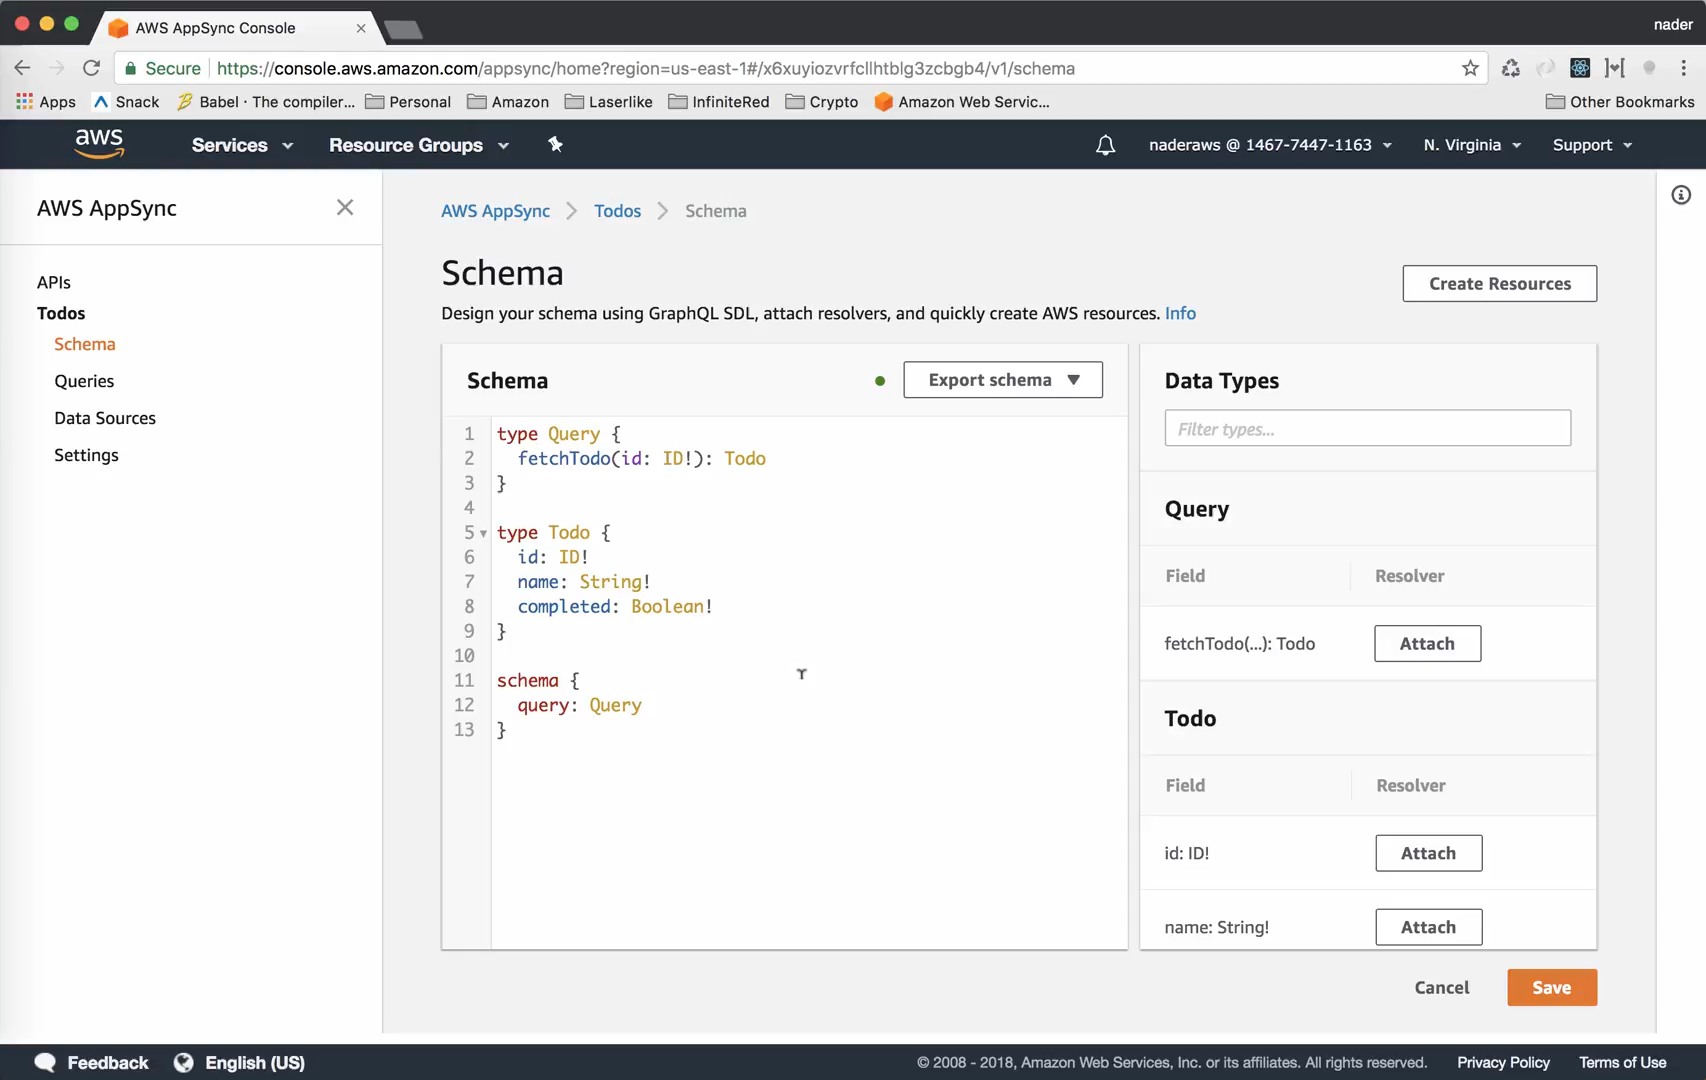 AWS AppSync Console
nader
Secure
https://console.aws.amazon.com/appsync/home?region=us-east-1#/x6xuyiozvrfcllhtblg3zcbgb4/v1/schema
Apps
Snack
Babel · The compiler...
Personal
Amazon
Laserlike
InfiniteRed
Crypto
Amazon Web Servic...
Other Bookmarks
aws
Services
Resource Groups
naderaws @ 1467-7447-1163
N. Virginia
Support
AWS AppSync
APIs
Todos
Schema
Queries
Data Sources
Settings
AWS AppSync
Todos
Schema
Schema
Design your schema using GraphQL SDL, attach resolvers, and quickly create AWS resources. Info
Create Resources
Schema
Export schema
1 type Query {
2 fetchTodo(id: ID!): Todo
3 }
4
5 type Todo {
6 id: ID!
7 name: String!
8 completed: Boolean!
9 }
10
11 schema {
12 query: Query
13 }
Data Types
Filter types...
Query
Field Resolver
fetchTodo(...): Todo Attach
Todo
Field Resolver
id: ID! Attach
name: String! Attach
Cancel
Save
Feedback
English (US)
© 2008 - 2018, Amazon Web Services, Inc. or its affiliates. All rights reserved.
Privacy Policy
Terms of Use